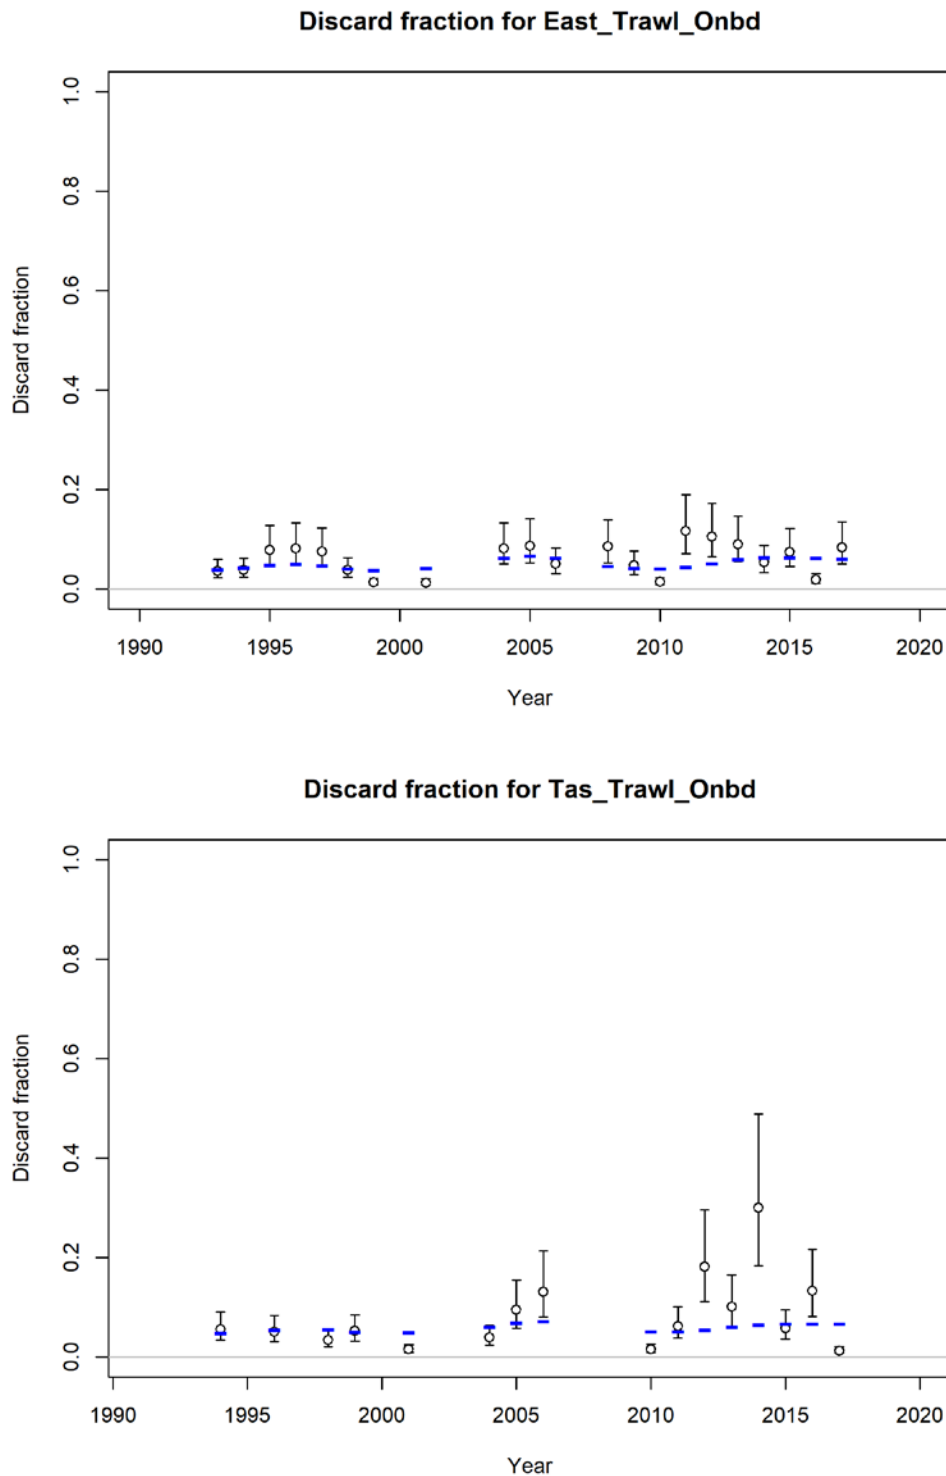 Discard fraction for East_Trawl_Onbd
1.0
0.8
0.6
0.4
0.2
0.0
Discard fraction
1990 1995 2000 2005 2010 2015 2020
Year
Discard fraction for Tas_Trawl_Onbd
1.0
0.8
0.6
0.4
0.2
0.0
Discard fraction
1990 1995 2000 2005 2010 2015 2020
Year